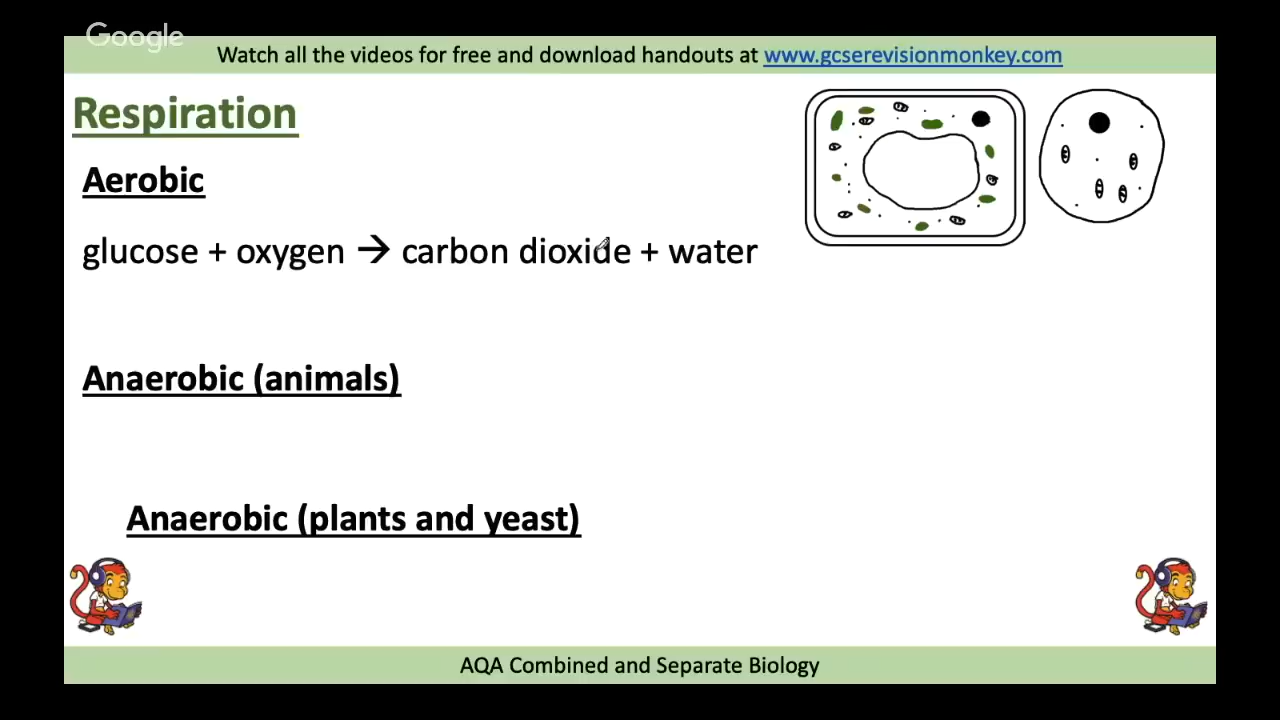 Google
Watch all the videos for free and download handouts at www.gcserevisionmonkey.com
Respiration
Aerobic
glucose + oxygen → carbon dioxide + water
Anaerobic (animals)
Anaerobic (plants and yeast)
AQA Combined and Separate Biology